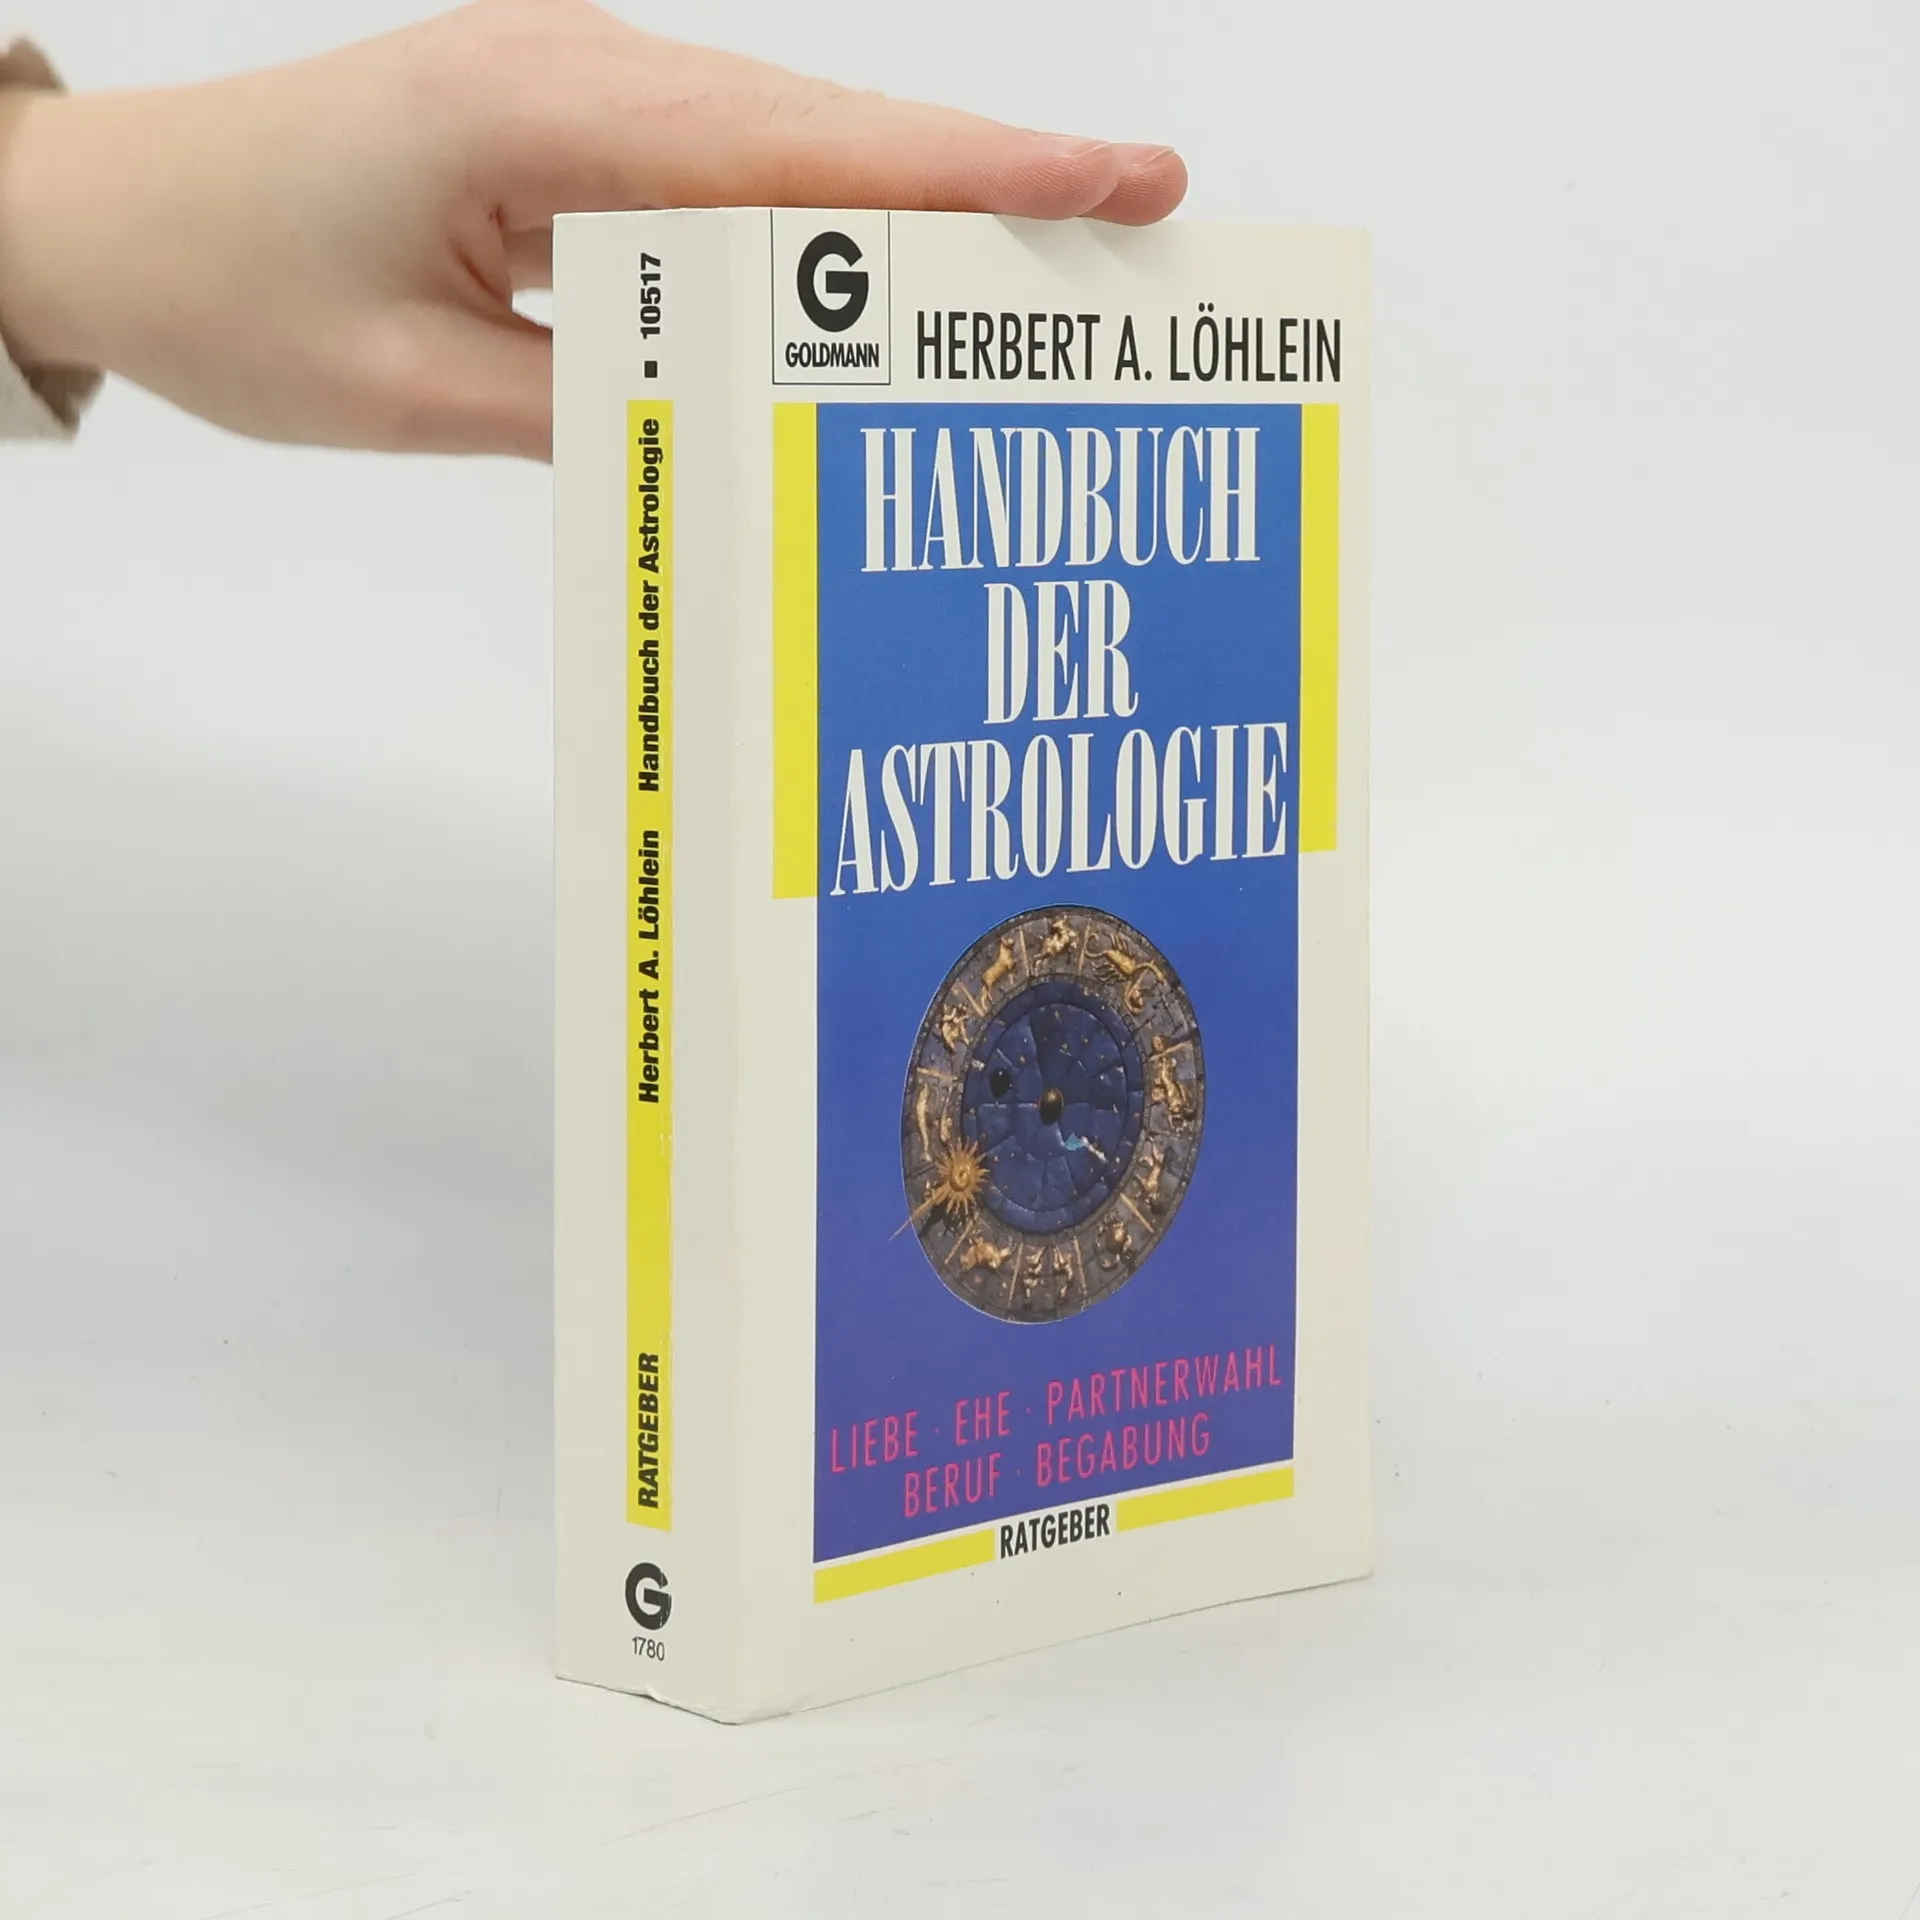 10517
Herbert A. Löhlein Handbuch der Astrologie
RATGEBER
G
1780
G
GOLDMANN
HERBERT A. LÖHLEIN
HANDBUCH
DER
ASTROLOGIE
LIEBE · EHE · PARTNERWAHL
BERUF · BEGABUNG
RATGEBER